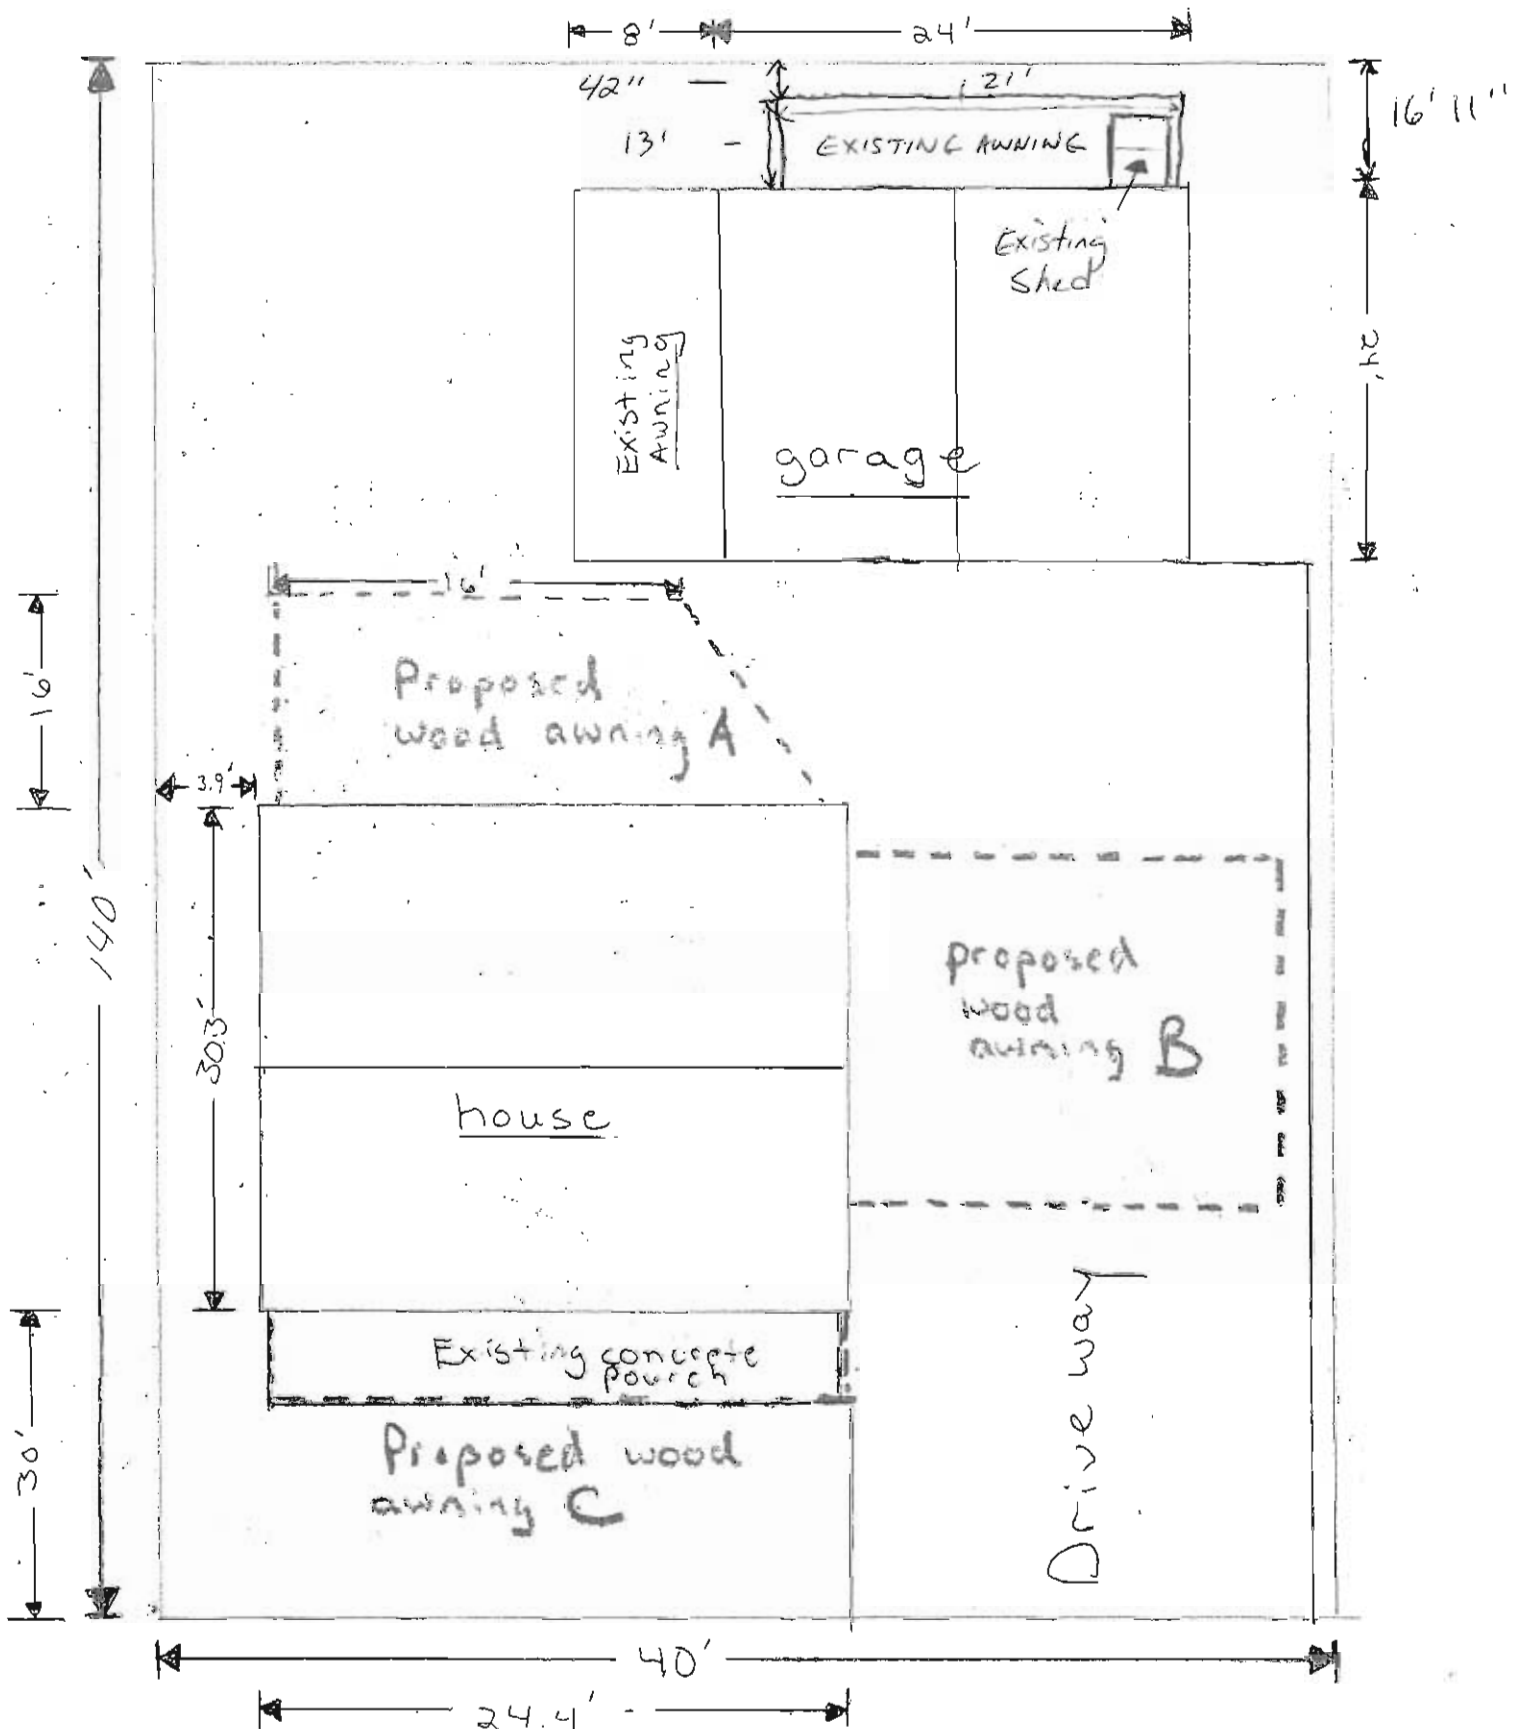 8' 24'
42"
21'
16' 11"
13' - EXISTING AWNING
Existing
Shed
24'
Existing
Awning
garage
16'
16'
Proposed
wood awning A
3.9'
140'
30.3'
proposed
wood
awning B
house
Existing concrete
pourch
30'
Proposed wood
awning C
Drive way
40'
24.4'